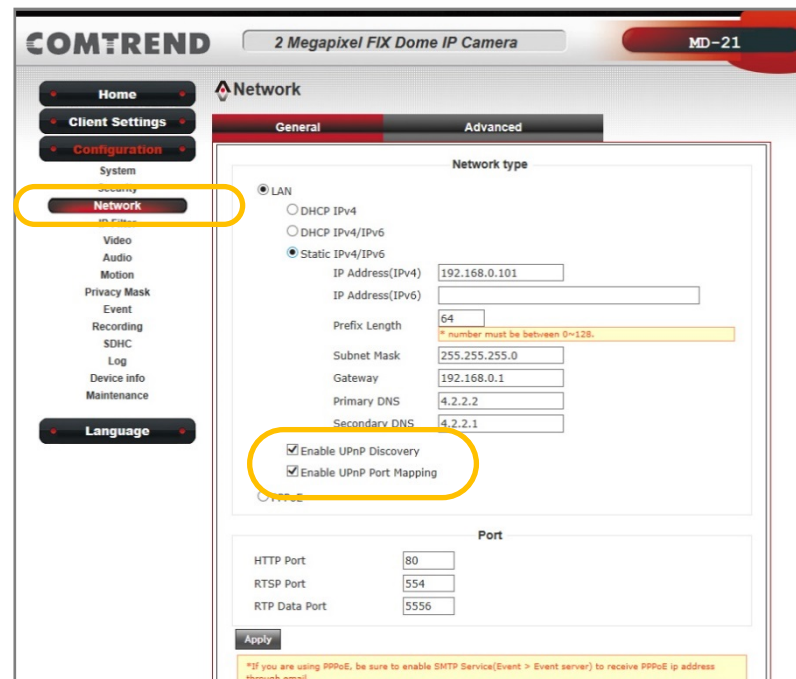 COMTREND
2 Megapixel FIX Dome IP Camera
MD-21
Home
Client Settings
Configuration
System
Security
Network
IP Filter
Video
Audio
Motion
Privacy Mask
Event
Recording
SDHC
Log
Device info
Maintenance
Language
Network
General Advanced
Network type
LAN
DHCP IPv4
DHCP IPv4/IPv6
Static IPv4/IPv6
IP Address(IPv4) 192.168.0.101
IP Address(IPv6)
Prefix Length 64
* number must be between 0~128.
Subnet Mask 255.255.255.0
Gateway 192.168.0.1
Primary DNS 4.2.2.2
Secondary DNS 4.2.2.1
Enable UPnP Discovery
Enable UPnP Port Mapping
PPPoE
Port
HTTP Port 80
RTSP Port 554
RTP Data Port 5556
Apply
*If you are using PPPoE, be sure to enable SMTP Service(Event > Event server) to receive PPPoE ip address
through email